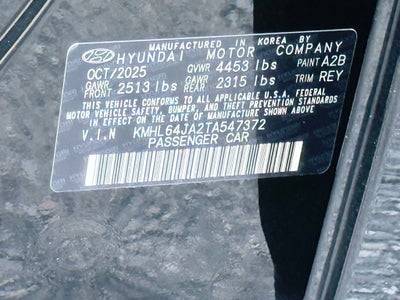 MANUFACTURED IN KOREA BY
HYUNDAI MOTOR COMPANY
OCT/2025 GVWR 4453 lbs PAINT A2B
GAWR FRONT 2513 lbs GAWR REAR 2315 lbs TRIM REY
THIS VEHICLE CONFORMS TO ALL APPLICABLE U.S. FEDERAL
MOTOR VEHICLE SAFETY, BUMPER, AND THEFT PREVENTION
STANDARDS IN EFFECT ON THE DATE OF MANUFACTURE SHOWN ABOVE
V.I.N KMHL64JA2TA547372
PASSENGER CAR